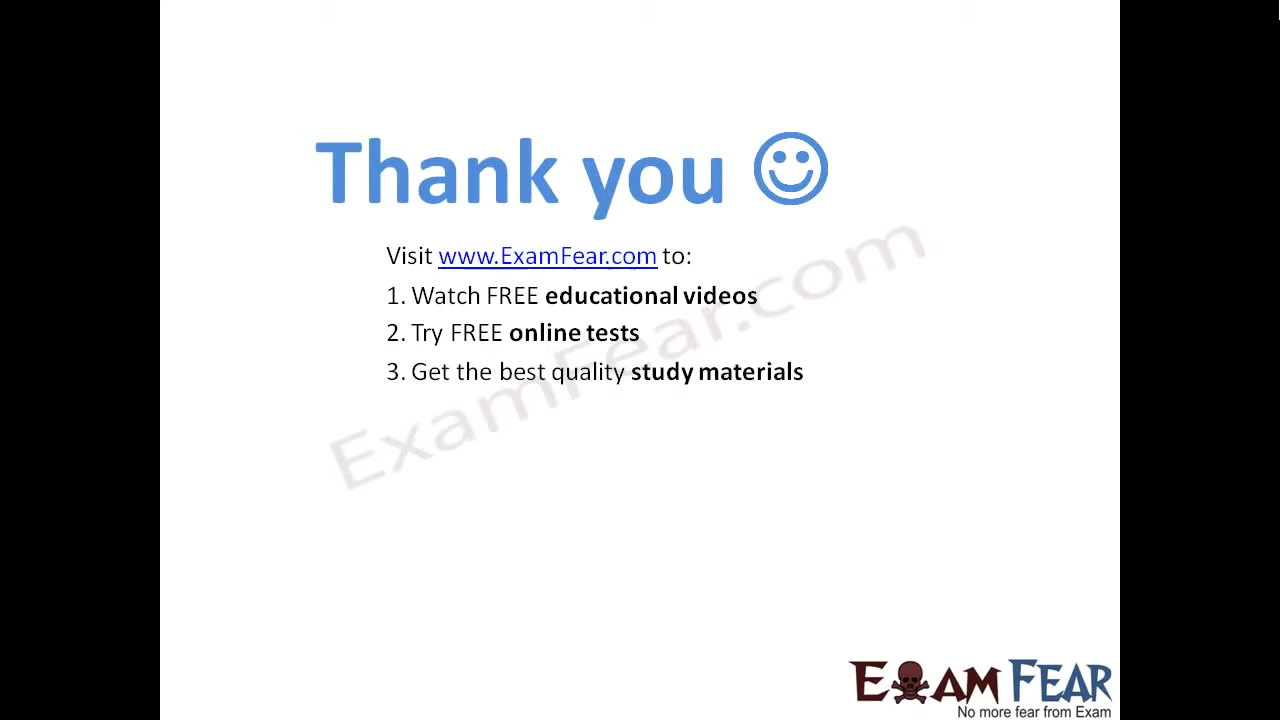 Thank you
Visit www.ExamFear.com to:
1. Watch FREE educational videos
2. Try FREE online tests
3. Get the best quality study materials
ExamFear.com
EXAM FEAR
No more fear from Exam